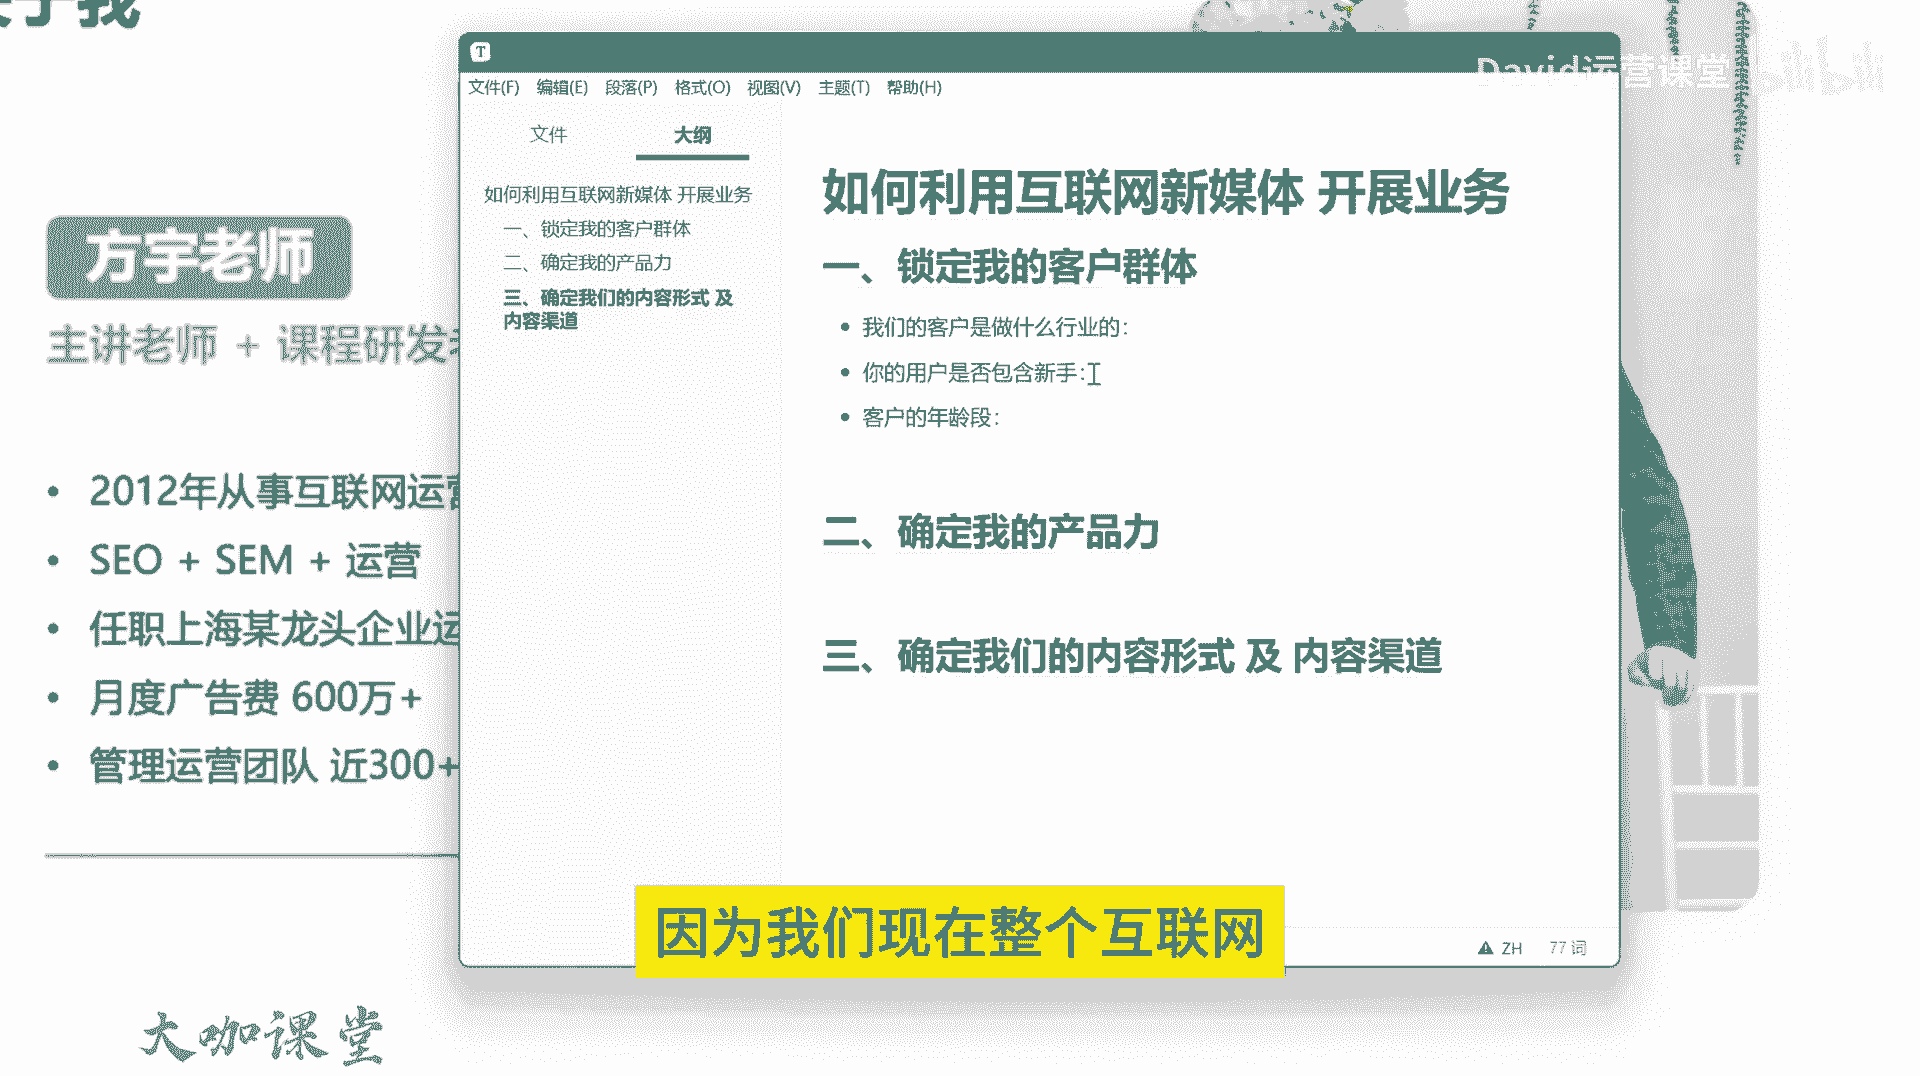 关于我
David运营课堂 bilibili
T
文件(F) 编辑(E) 段落(P) 格式(O) 视图(V) 主题(T) 帮助(H)
文件 大纲
如何利用互联网新媒体 开展业务
一、锁定我的客户群体
二、确定我的产品力
三、确定我们的内容形式 及
内容渠道
如何利用互联网新媒体 开展业务
一、锁定我的客户群体
• 我们的客户是做什么行业的：
• 你的用户是否包含新手：
• 客户的年龄段：
二、确定我的产品力
三、确定我们的内容形式 及 内容渠道
ZH 77 词
方宇老师
主讲老师 + 课程研发
• 2012年从事互联网运营
• SEO + SEM + 运营
• 任职上海某龙头企业运
• 月度广告费 600万+
• 管理运营团队 近300+
因为我们现在整个互联网
大咖课堂